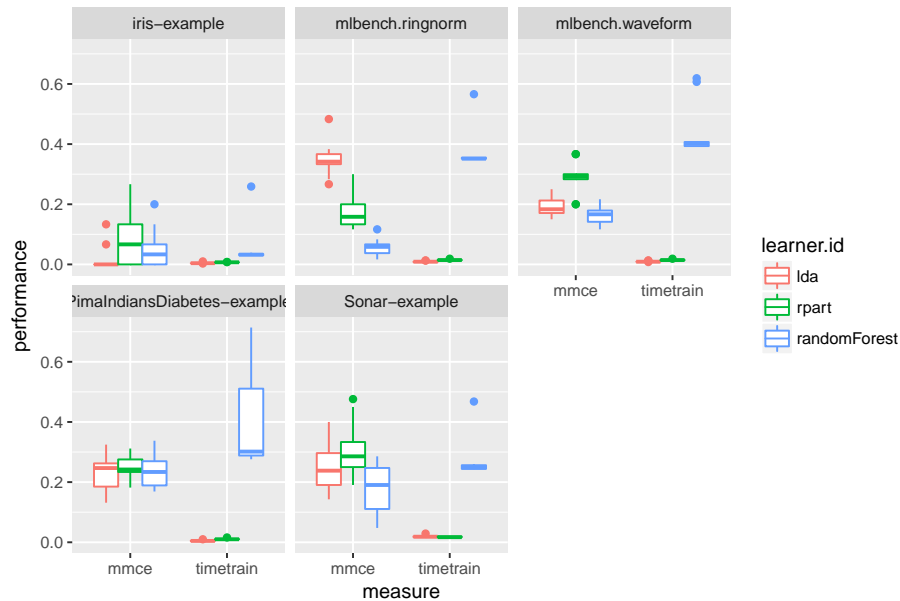 iris−example
mlbench.ringnorm
mlbench.waveform
performance
0.6
0.4
0.2
0.0
mmce
timetrain
PimaIndiansDiabetes−example
Sonar−example
0.6
0.4
0.2
0.0
mmce
timetrain
mmce
timetrain
measure
learner.id
lda
rpart
randomForest